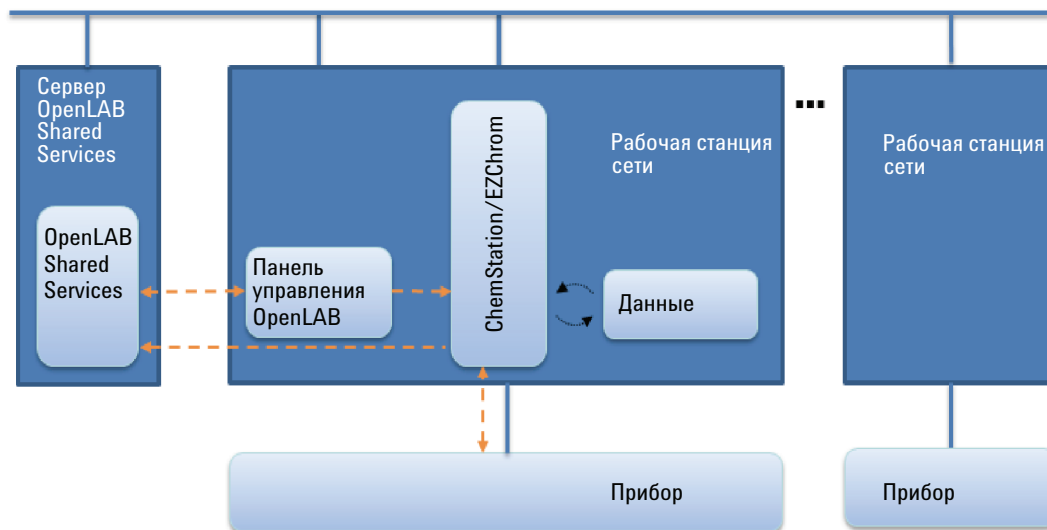 Сервер
OpenLAB
Shared
Services
OpenLAB
Shared
Services
Панель
управления
OpenLAB
ChemStation/EZChrom
Рабочая станция
сети
Данные
Прибор
...
Рабочая станция
сети
Прибор